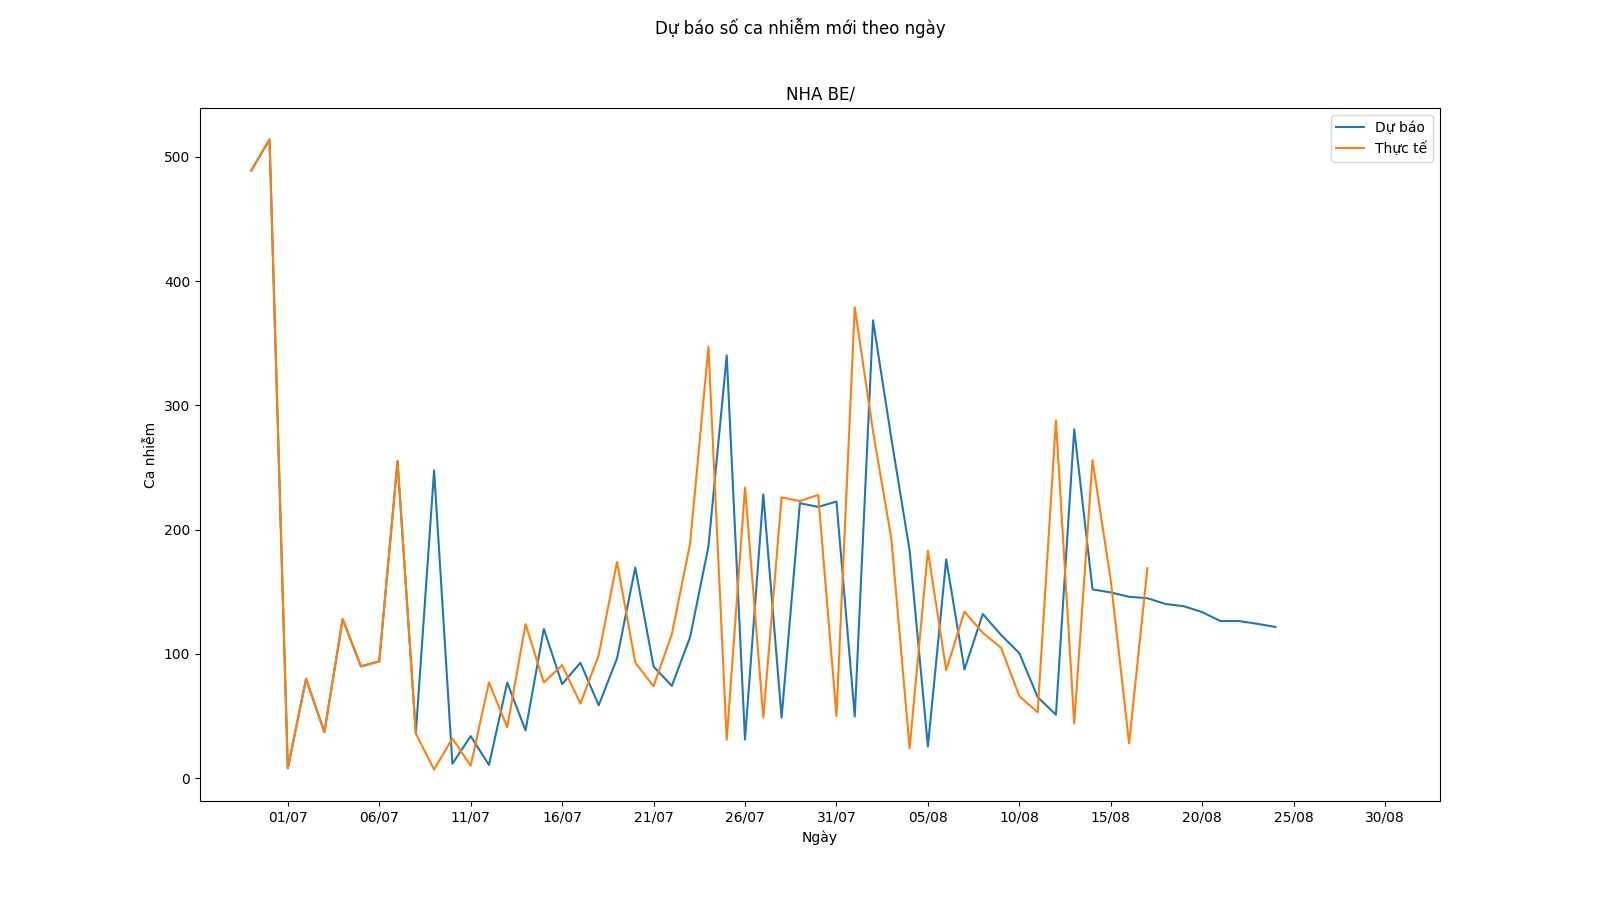 Dự báo số ca nhiễm mới theo ngày
NHA BE/
Dự báo
Thực tế
500
400
300
200
100
0
Ca nhiễm
01/07 06/07 11/07 16/07 21/07 26/07 31/07 05/08 10/08 15/08 20/08 25/08 30/08
Ngày